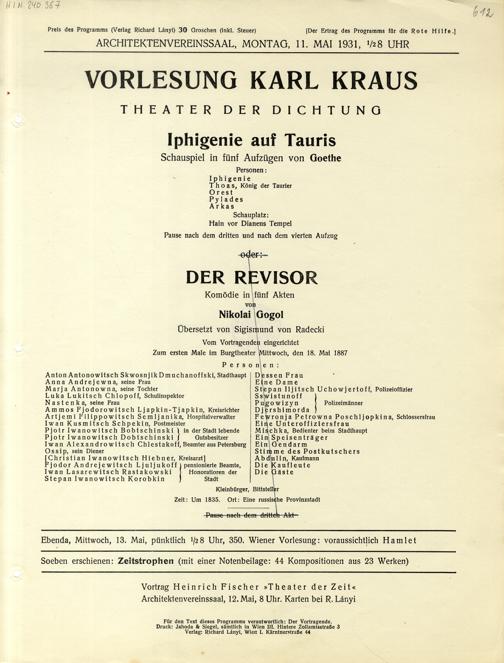 H.I.N. 240 387
612
Preis des Programms (Verlag Richard Lányi) 30 Groschen (inkl. Steuer) [Der Ertrag des Programms für die Rote Hilfe.]
ARCHITEKTENVEREINSSAAL, MONTAG, 11. MAI 1931, 1/2 8 UHR
VORLESUNG KARL KRAUS
THEATER DER DICHTUNG
Iphigenie auf Tauris
Schauspiel in fünf Aufzügen von Goethe
Personen:
Iphigenie
Thoas, König der Taurier
Orest
Pylades
Arkas
Schauplatz:
Hain vor Dianens Tempel
Pause nach dem dritten und nach dem vierten Aufzug
oder:–
DER REVISOR
Komödie in fünf Akten
von
Nikolai Gogol
Übersetzt von Sigismund von Radecki
Vom Vortragenden eingerichtet
Zum ersten Male im Burgtheater Mittwoch, den 18. Mai 1887
Personen:
Anton Antonowitsch Skwosnjik Dmuchanoffski, Stadthaupt
Anna Andrejewna, seine Frau
Marja Antonowna, seine Tochter
Luka Lukitsch Chlopoff, Schulinspektor
Nastenka, seine Frau
Ammos Fjodorowitsch Ljapkin-Tjapkin, Kreisrichter
Artjemi Filippowitsch Semljanika, Hospitalverwalter
Iwan Kusmitsch Schpekin, Postmeister
Pjotr Iwanowitsch Bobtschinski } in der Stadt lebende
Pjotr Iwanowitsch Dobtschinski } Gutsbesitzer
Iwan Alexandrowitsch Chlestakoff, Beamter aus Petersburg
Ossip, sein Diener
[Christian Iwanowitsch Hiebner, Kreisarzt]
Fjodor Andrejewitsch Ljuljukoff } pensionierte Beamte,
Iwan Lasarewitsch Rastakowski } Honoratioren der
Stepan Iwanowitsch Korobkin } Stadt
Dessen Frau
Eine Dame
Stepan Iljitsch Uchowjertoff, Polizeioffizier
Sswistunoff
Pugowizyn } Polizeimänner
Djershimorda
Fewronja Petrowna Poschljopkina, Schlossersfrau
Eine Unteroffiziersfrau
Mischka, Bedienter beim Stadthaupt
Ein Speisenträger
Ein Gendarm
Stimme des Postkutschers
Abdulin, Kaufmann
Die Kaufleute
Die Gäste
Kleinbürger, Bittsteller
Zeit: Um 1835. Ort: Eine russische Provinzstadt
Pause nach dem dritten Akt
Ebenda, Mittwoch, 13. Mai, pünktlich 1/2 8 Uhr, 350. Wiener Vorlesung: voraussichtlich Hamlet
Soeben erschienen: Zeitstrophen (mit einer Notenbeilage: 44 Kompositionen aus 23 Werken)
Vortrag Heinrich Fischer »Theater der Zeit«
Architektenvereinssaal, 12. Mai, 8 Uhr. Karten bei R. Lányi
Für den Text dieses Programms verantwortlich: Der Vortragende.
Druck: Jahoda & Siegel, sämtlich in Wien III. Hintere Zollamtsstraße 3
Verlag: Richard Lányi, Wien I. Kärntnerstraße 44